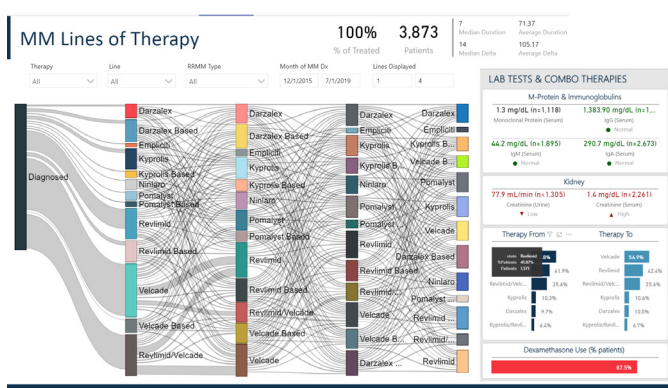 MM Lines of Therapy
100% 3,873
% of Treated Patients
7 71.37
Median Duration Average Duration
14 105.17
Median Delta Average Delta
Therapy Line RRMM Type Month of MM Dx Lines Displayed
All All All 12/1/2015 7/1/2019 1 4
Diagnosed
Darzalex
Darzalex Based
Empliciti
Kyprolis
Kyprolis Based
Ninlaro
Pomalyst
Pomalyst Based
Revlimid
Revlimid Based
Velcade
Velcade Based
Revlimid/Velcade
Darzalex
Darzalex Based
Empliciti
Kyprolis
Kyprolis Based
Ninlaro
Pomalyst
Pomalyst Based
Revlimid
Revlimid Based
Revlimid/Velcade
Velcade Based
Velcade
Darzalex
Empliciti
Kyprolis
Kyprolis B...
Ninlaro
Pomalyst
Pomalyst
Revlimid
Revlimid Based
Revlimid/...
Velcade
Velcade B...
Darzalex ...
Darzalex
Empliciti
Kyprolis B...
Velcade B...
Pomalyst
Kyprolis
Velcade
Darzalex Based
Ninlaro
Pomalyst ...
Revlimid ...
Revlimid/...
Revlimid
LAB TESTS & COMBO THERAPIES
M-Protein & Immunoglobulins
1.3 mg/dL (n=1,118) 1,383.90 mg/dL (n=1,...
Monoclonal Protein (Serum) IgG (Serum)
Normal
44.2 mg/dL (n=1,895) 290.7 mg/dL (n=2,673)
IgM (Serum) IgA (Serum)
Normal Normal
Kidney
77.9 mL/min (n=1,305) 1.4 mg/dL (n=2,261)
Creatinine (Urine) Creatinine (Serum)
Low High
Therapy From Therapy To
state Revlimid
%Patients
Patients 1,571
41.9%
Revlimid/Velc... 35.6%
Kyprolis 10.3%
Darzalex 9.7%
Kyprolis/Revli... 6.4%
Velcade 54.9%
Revlimid 42.4%
Revlimid/Velc... 35.6%
Kyprolis 10.6%
Darzalex 10.0%
Kyprolis/Revli... 6.7%
Dexamethasone Use (% patients)
87.5%